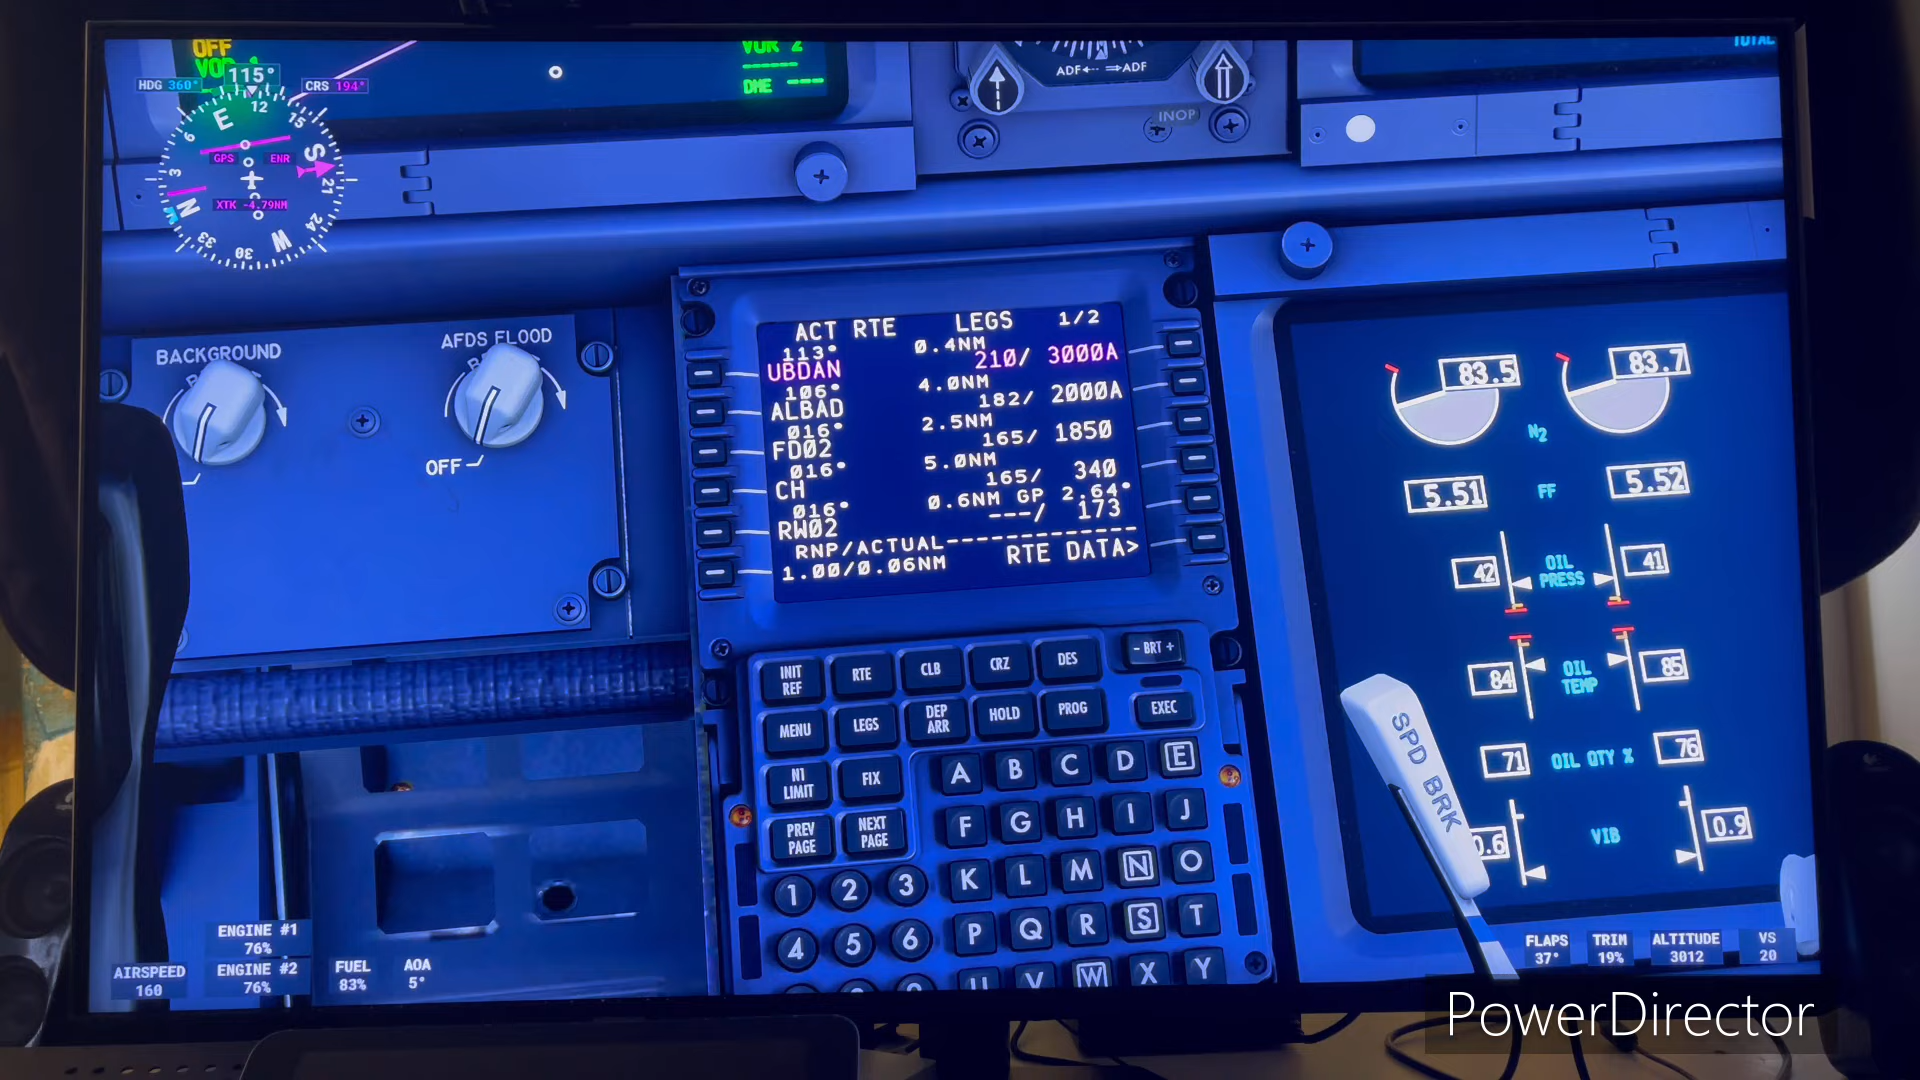 OFF
VOR 1
VOR 2
DME ---
TOTAL
HDG 360°
115°
CRS 194°
12
15
E
6
S
GPS
ENR
3
21
XTK -4.79NM
N
24
W
33
30
ADF
ADF
INOP
BACKGROUND
AFDS FLOOD
OFF
ACT RTE LEGS 1/2
113° 0.4NM
UBDAN 210/ 3000A
106° 4.0NM
ALBAD 182/ 2000A
016° 2.5NM
FD02 165/ 1850
016° 5.0NM
CH 165/ 340
016° 0.6NM GP 2.64°
RW02 ---/ 173
RNP/ACTUAL---------------
1.00/0.06NM RTE DATA>
83.5 83.7
N2
5.51 FF 5.52
42 OIL PRESS 41
84 OIL TEMP 85
71 OIL QTY % 76
0.6 VIB 0.9
SPD BRK
INIT REF
RTE
CLB
CRZ
DES
- BRT +
MENU
LEGS
DEP ARR
HOLD
PROG
EXEC
N1 LIMIT
FIX
PREV PAGE
NEXT PAGE
A B C D E
F G H I J
1 2 3 K L M N O
4 5 6 P Q R S T
U V W X Y
ENGINE #1
76%
ENGINE #2
76%
AIRSPEED
160
FUEL
83%
AOA
5°
FLAPS
37°
TRIM
19%
ALTITUDE
3012
VS
20
PowerDirector